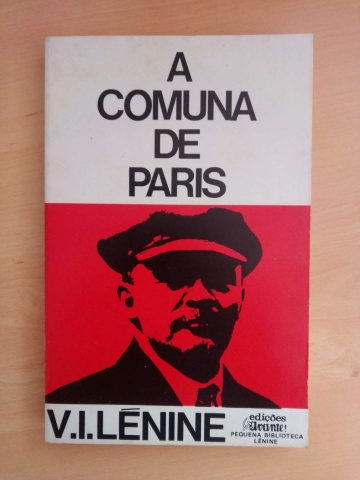 A
COMUNA
DE
PARIS
V.I.LÉNINE
edições
Avante!
PEQUENA BIBLIOTECA
LÉNINE